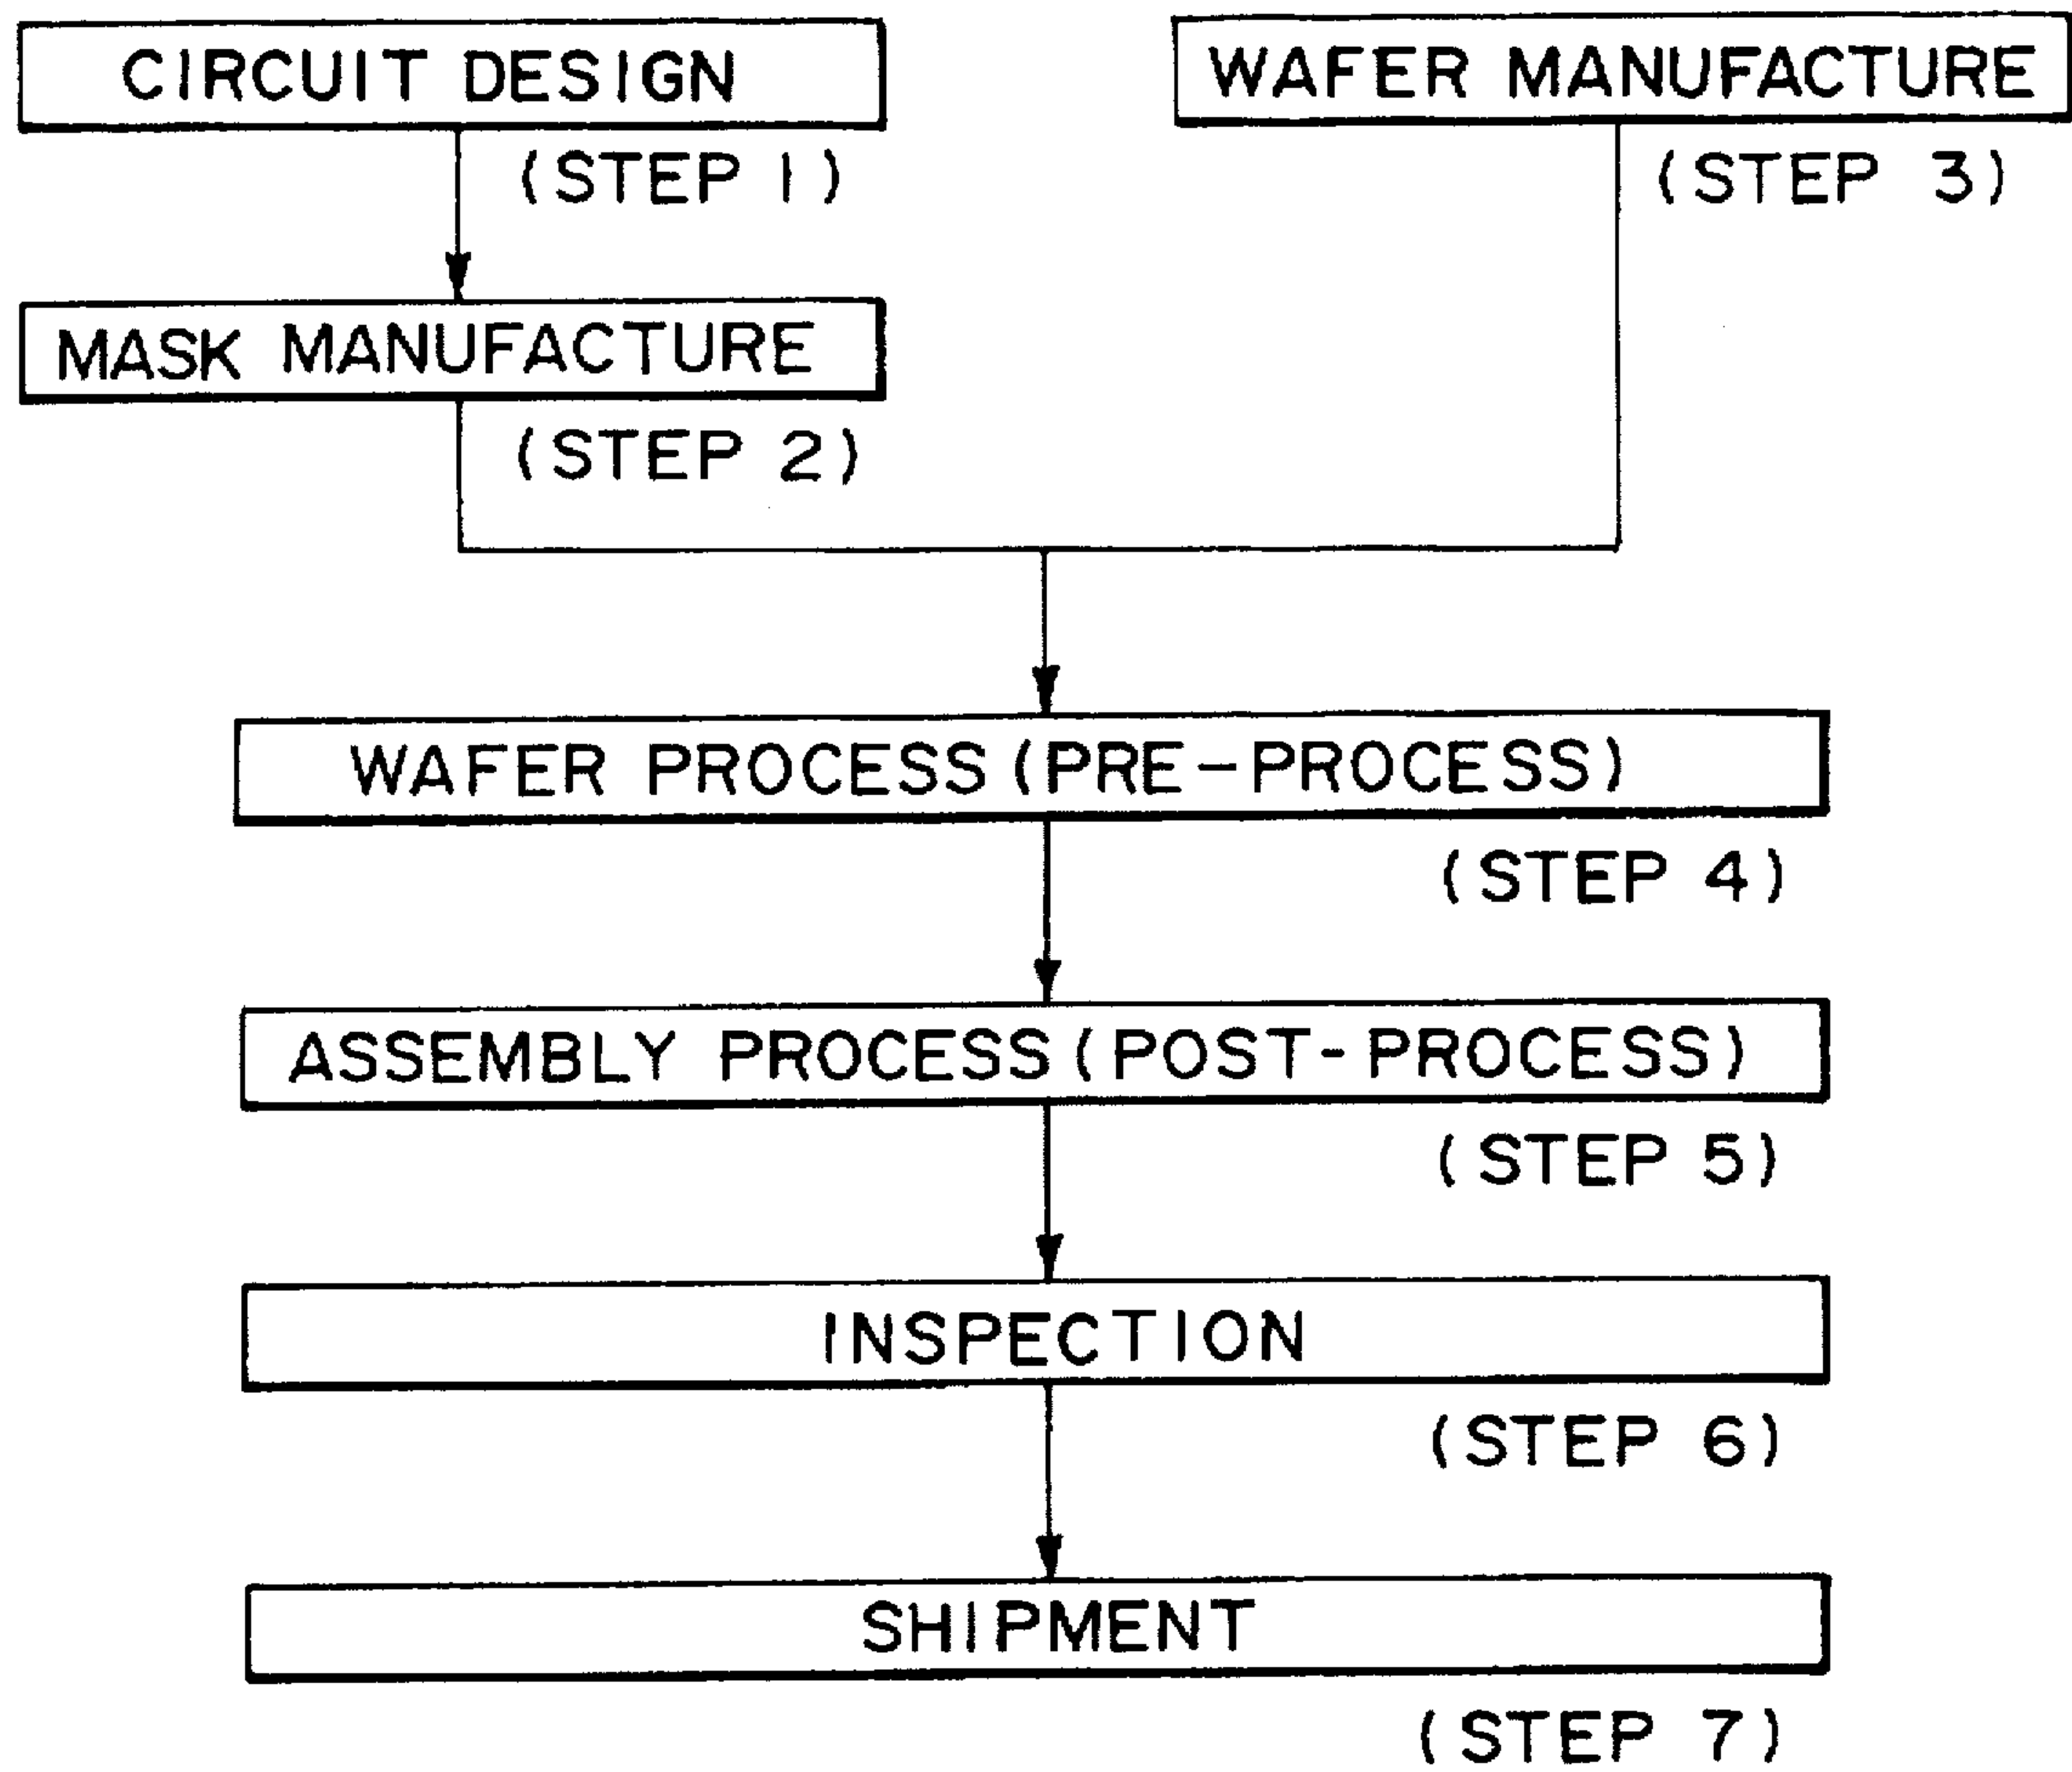 CIRCUIT DESIGN
(STEP 1)
MASK MANUFACTURE
(STEP 2)
WAFER MANUFACTURE
(STEP 3)
WAFER PROCESS (PRE-PROCESS)
(STEP 4)
ASSEMBLY PROCESS (POST-PROCESS)
(STEP 5)
INSPECTION
(STEP 6)
SHIPMENT
(STEP 7)